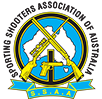 SPORTING SHOOTERS ASSOCIATION OF AUSTRALIA
S.S.A.A.